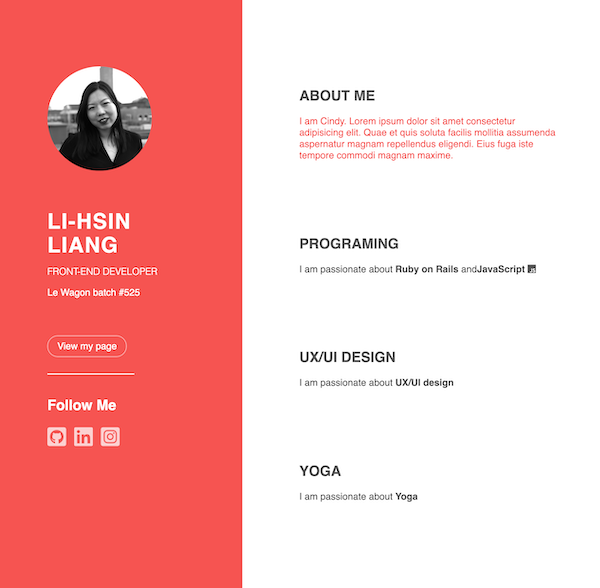 LI-HSIN
LIANG
FRONT-END DEVELOPER
Le Wagon batch #525
View my page
Follow Me
ABOUT ME
I am Cindy. Lorem ipsum dolor sit amet consectetur
adipisicing elit. Quae et quis soluta facilis mollitia assumenda
aspernatur magnam repellendus eligendi. Eius fuga iste
tempore commodi magnam maxime.
PROGRAMING
I am passionate about Ruby on Rails andJavaScript
UX/UI DESIGN
I am passionate about UX/UI design
YOGA
I am passionate about Yoga